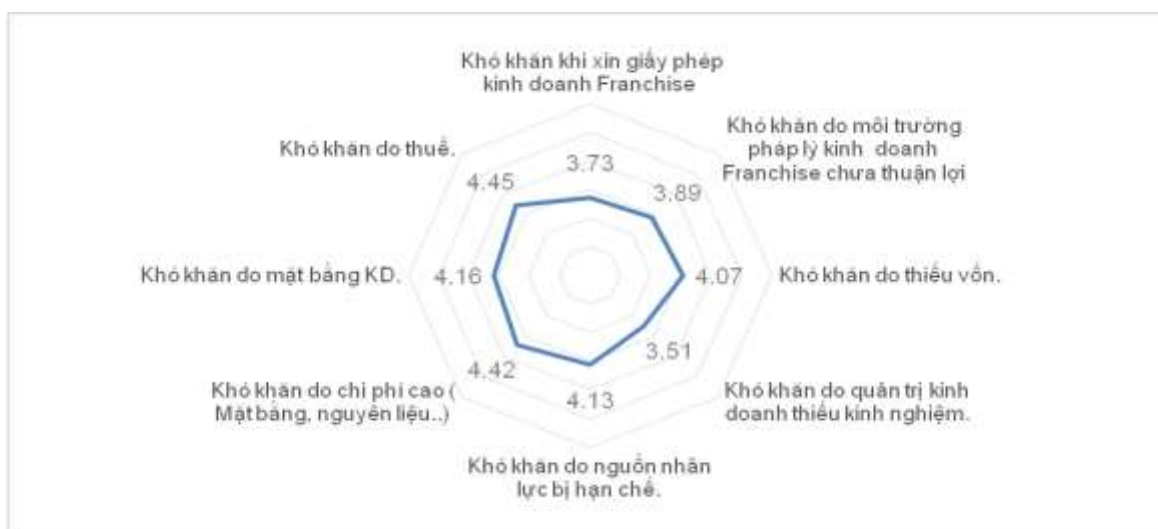 Khó khăn khi xin giấy phép
kinh doanh Franchise
Khó khăn do môi trường
pháp lý kinh doanh
Franchise chưa thuận lợi
Khó khăn do thuế.
3.73
4.45
3.89
Khó khăn do mặt bằng KD.
4.16
4.07
Khó khăn do thiếu vốn.
4.42
3.51
4.13
Khó khăn do chi phí cao (
Mặt bằng, nguyên liệu..)
Khó khăn do quản trị kinh
doanh thiếu kinh nghiệm.
Khó khăn do nguồn nhân
lực bị hạn chế.